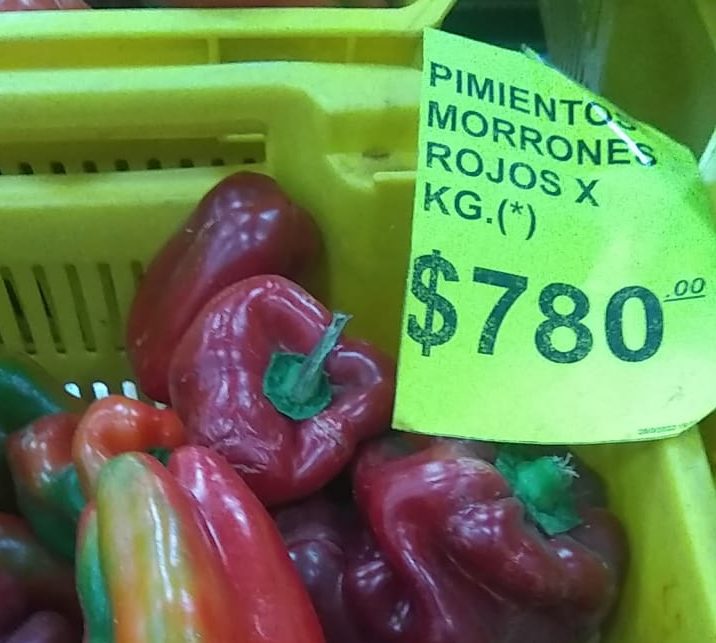 PIMIENTOS
MORRONES
ROJOS X
KG.(*)
$780.00